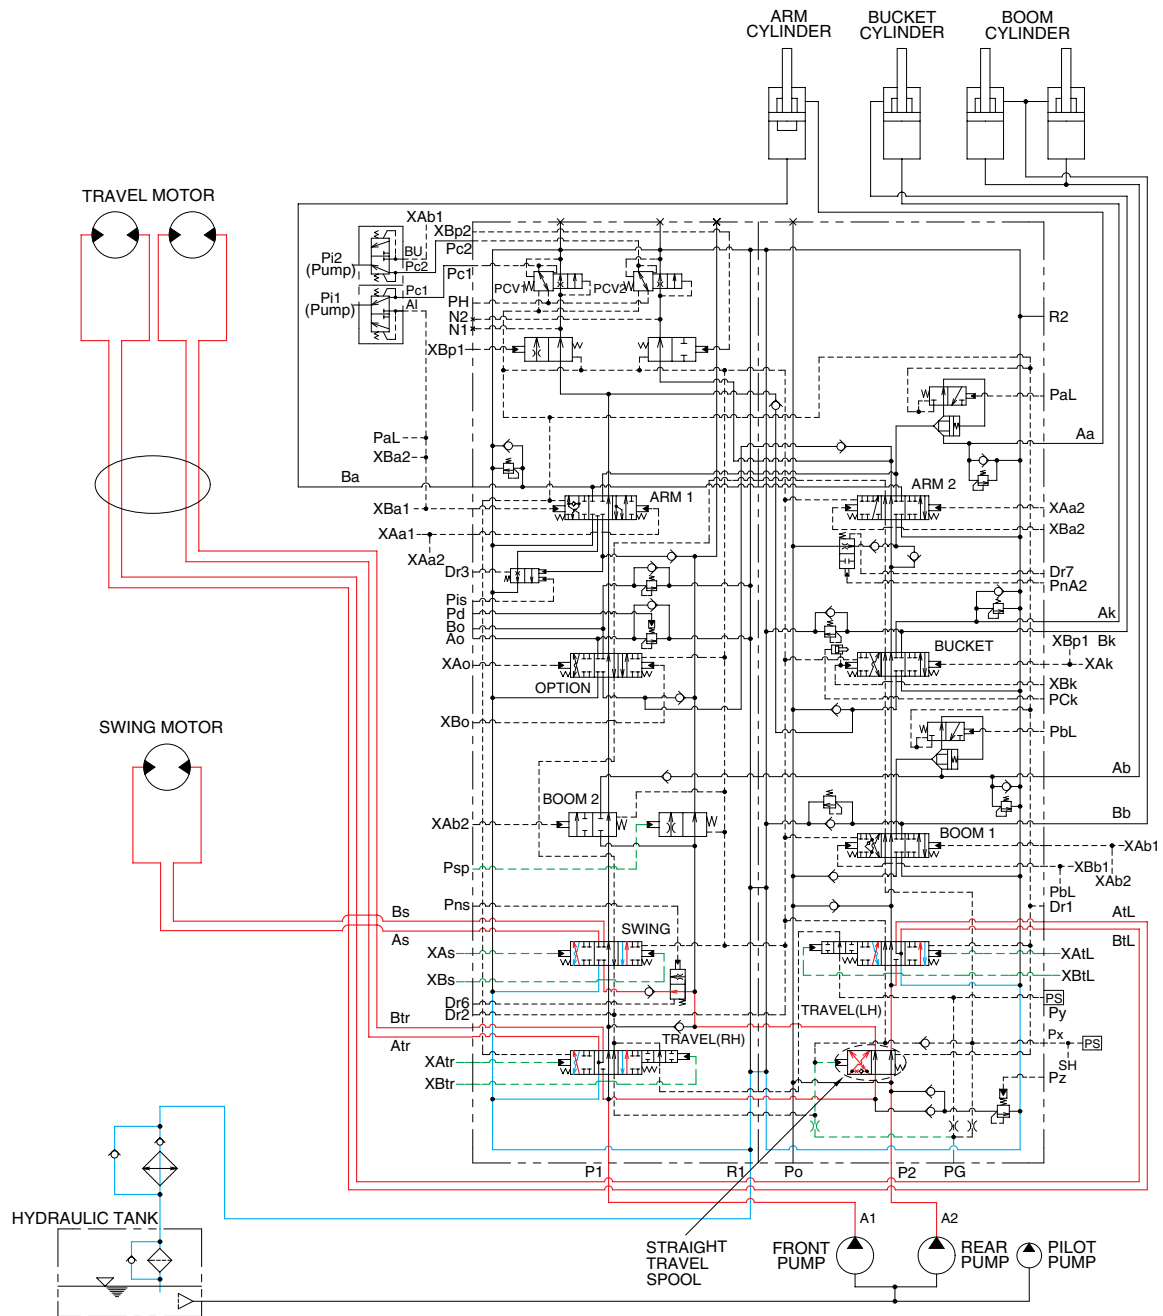 ARM
CYLINDER
BUCKET
CYLINDER
BOOM
CYLINDER
TRAVEL MOTOR
XAb1
XBp2
Pc2
Pc1
BU
Pc2
Pi2
(Pump)
Pc1
AI
Pi1
(Pump)
PCV1
PCV2
PH
N2
N1
XBp1
R2
PaL
Aa
PaL
XBa2
Ba
XBa1
XAa1
XAa2
ARM 1
ARM 2
XAa2
XBa2
Dr3
Pis
Pd
Bo
Ao
XAo
OPTION
XBo
Dr7
PnA2
Ak
XBp1
Bk
BUCKET
XAk
XBk
PCk
PbL
SWING MOTOR
Ab
BOOM 2
XAb2
Psp
Bb
BOOM 1
XAb1
XBb1
XAb2
PbL
Dr1
Pns
Bs
As
SWING
XAs
XBs
Dr6
Dr2
AtL
BtL
XAtL
XBtL
PS
Py
TRAVEL(LH)
Btr
Atr
TRAVEL(RH)
XAtr
XBtr
Px
PS
SH
Pz
P1
R1
Po
P2
PG
HYDRAULIC TANK
STRAIGHT
TRAVEL
SPOOL
A1
A2
FRONT
PUMP
REAR
PUMP
PILOT
PUMP